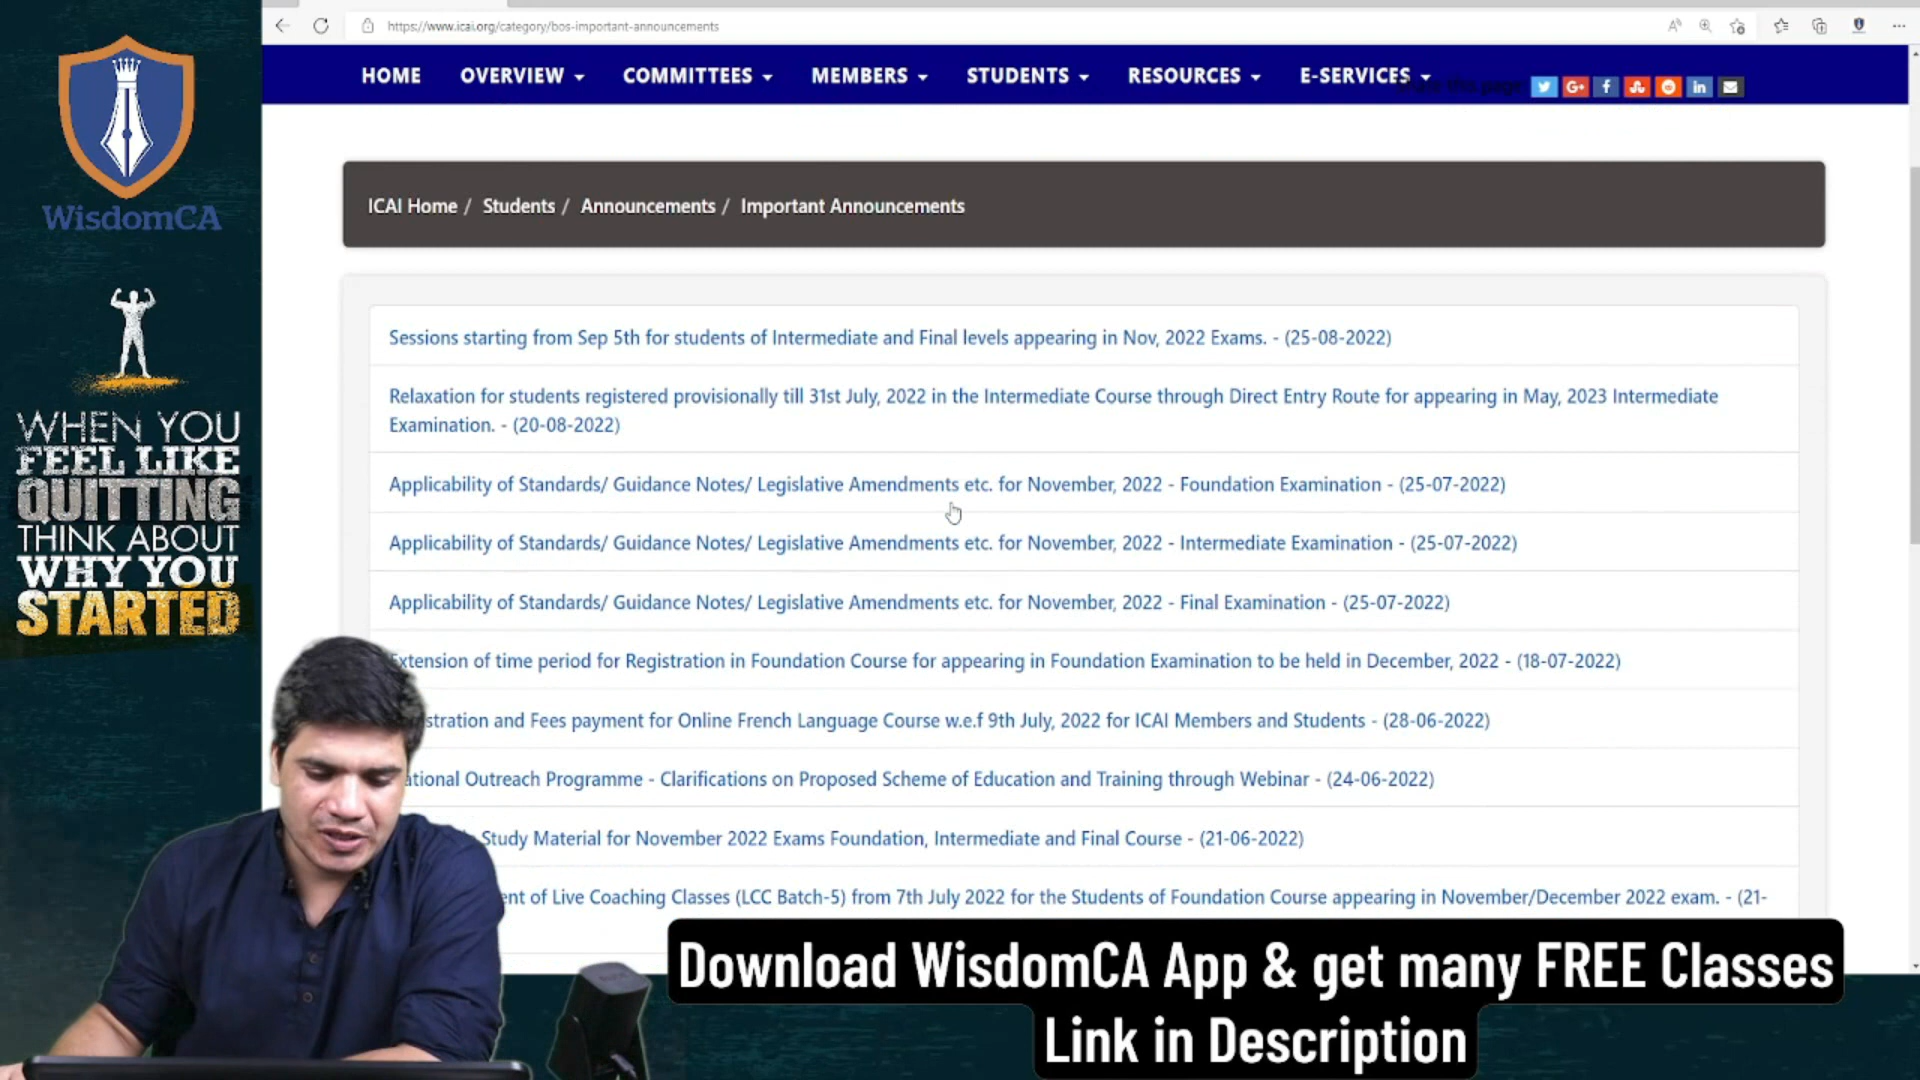 https://www.icai.org/category/bos-important-announcements
HOME OVERVIEW COMMITTEES MEMBERS STUDENTS RESOURCES E-SERVICES
WisdomCA
ICAI Home / Students / Announcements / Important Announcements
Sessions starting from Sep 5th for students of Intermediate and Final levels appearing in Nov, 2022 Exams. - (25-08-2022)
Relaxation for students registered provisionally till 31st July, 2022 in the Intermediate Course through Direct Entry Route for appearing in May, 2023 Intermediate
Examination. - (20-08-2022)
Applicability of Standards/ Guidance Notes/ Legislative Amendments etc. for November, 2022 - Foundation Examination - (25-07-2022)
Applicability of Standards/ Guidance Notes/ Legislative Amendments etc. for November, 2022 - Intermediate Examination - (25-07-2022)
Applicability of Standards/ Guidance Notes/ Legislative Amendments etc. for November, 2022 - Final Examination - (25-07-2022)
Extension of time period for Registration in Foundation Course for appearing in Foundation Examination to be held in December, 2022 - (18-07-2022)
stration and Fees payment for Online French Language Course w.e.f 9th July, 2022 for ICAI Members and Students - (28-06-2022)
ational Outreach Programme - Clarifications on Proposed Scheme of Education and Training through Webinar - (24-06-2022)
Study Material for November 2022 Exams Foundation, Intermediate and Final Course - (21-06-2022)
ent of Live Coaching Classes (LCC Batch-5) from 7th July 2022 for the Students of Foundation Course appearing in November/December 2022 exam. - (21-
WHEN YOU
FEEL LIKE
QUITTING
THINK ABOUT
WHY YOU
STARTED
Download WisdomCA App & get many FREE Classes
Link in Description